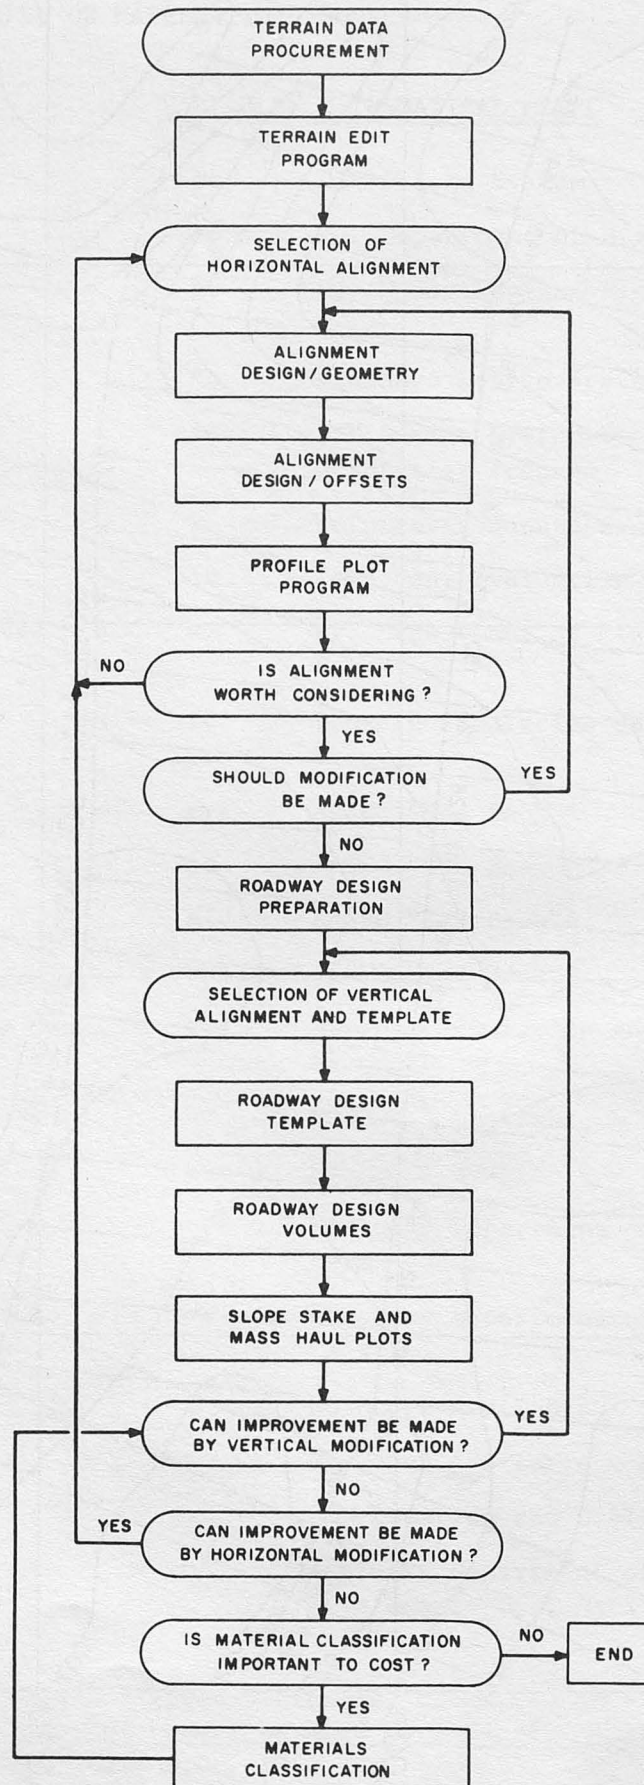 TERRAIN DATA
PROCUREMENT
TERRAIN EDIT
PROGRAM
SELECTION OF
HORIZONTAL ALIGNMENT
ALIGNMENT
DESIGN/GEOMETRY
ALIGNMENT
DESIGN / OFFSETS
PROFILE PLOT
PROGRAM
IS ALIGNMENT
WORTH CONSIDERING?
NO
YES
SHOULD MODIFICATION
BE MADE?
YES
NO
ROADWAY DESIGN
PREPARATION
SELECTION OF VERTICAL
ALIGNMENT AND TEMPLATE
ROADWAY DESIGN
TEMPLATE
ROADWAY DESIGN
VOLUMES
SLOPE STAKE AND
MASS HAUL PLOTS
CAN IMPROVEMENT BE MADE
BY VERTICAL MODIFICATION?
YES
NO
CAN IMPROVEMENT BE MADE
BY HORIZONTAL MODIFICATION?
YES
NO
IS MATERIAL CLASSIFICATION
IMPORTANT TO COST?
NO
END
YES
MATERIALS
CLASSIFICATION